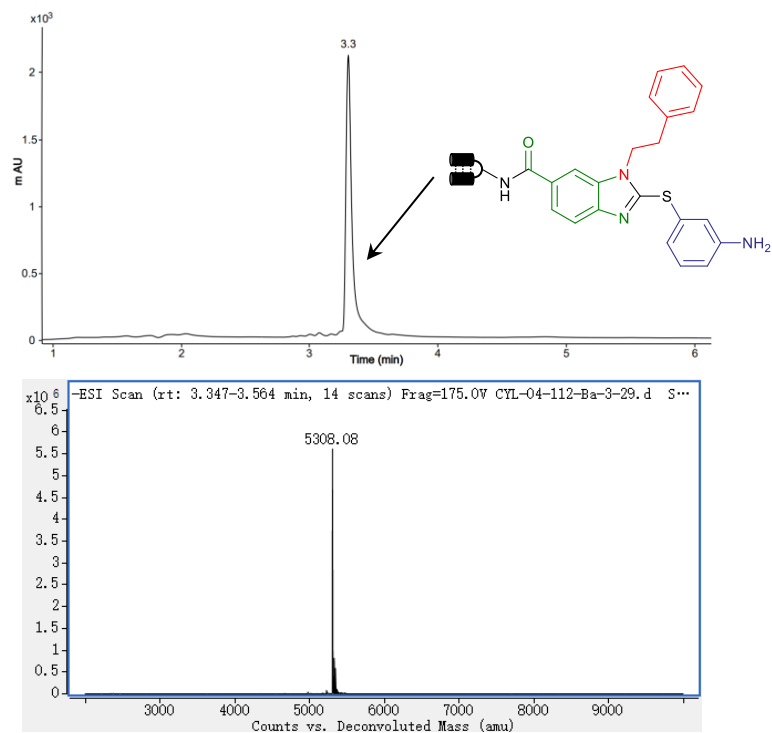 x10³
3.3
2
1.5
1
0.5
0
m AU
1 2 3 4 5 6
Time (min)
O
N
H
N
N
S
NH₂
x10 6
-ESI Scan (rt: 3.347-3.564 min, 14 scans) Frag=175.0V CYL-04-112-Ba-3-29.d S…
6.5
6
5.5
5
4.5
4
3.5
3
2.5
2
1.5
1
0.5
0
5308.08
3000 4000 5000 6000 7000 8000 9000
Counts vs. Deconvoluted Mass (amu)